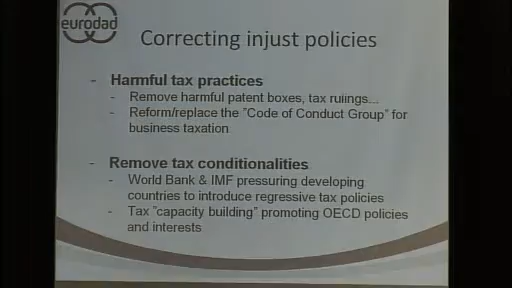 eurodad
Correcting injust policies
- Harmful tax practices
- Remove harmful patent boxes, tax rulings...
- Reform/replace the "Code of Conduct Group" for
business taxation
- Remove tax conditionalities
- World Bank & IMF pressuring developing
countries to introduce regressive tax policies
- Tax "capacity building" promoting OECD policies
and interests